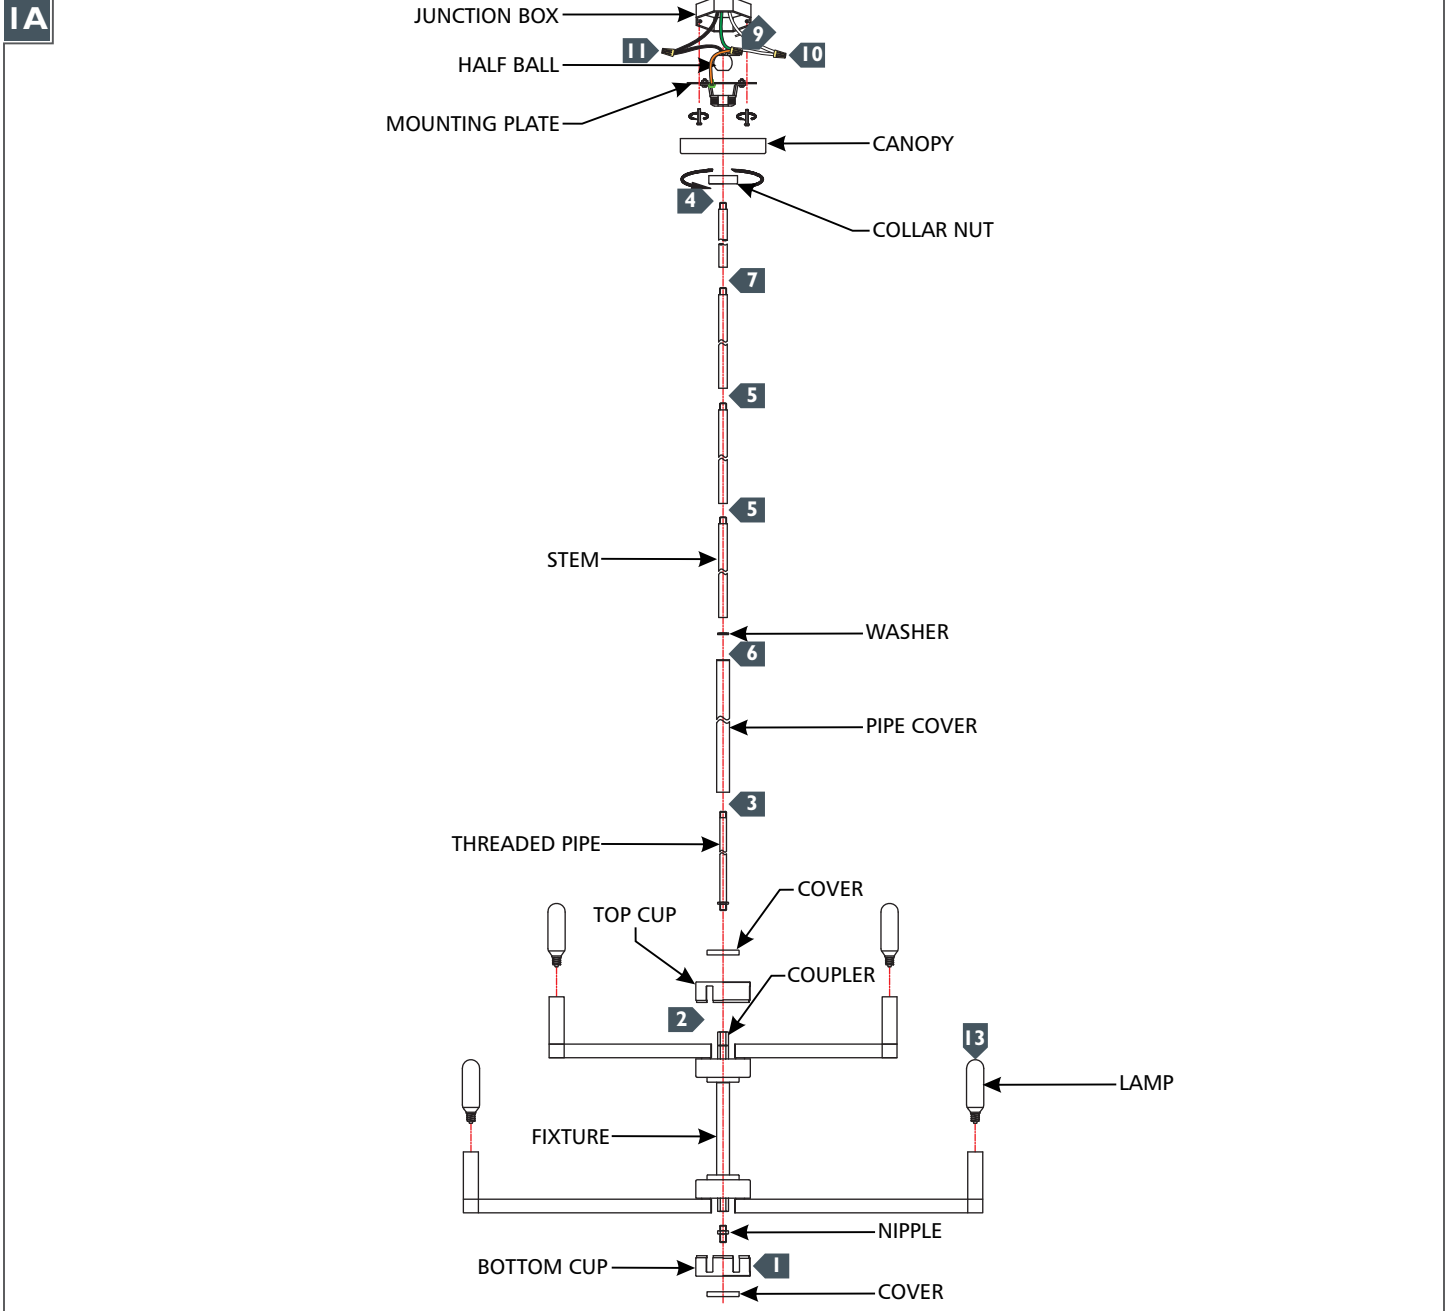 1A
JUNCTION BOX
9
11
10
HALF BALL
MOUNTING PLATE
CANOPY
4
COLLAR NUT
7
5
5
STEM
WASHER
6
PIPE COVER
3
THREADED PIPE
COVER
TOP CUP
COUPLER
2
13
LAMP
FIXTURE
NIPPLE
BOTTOM CUP
1
COVER